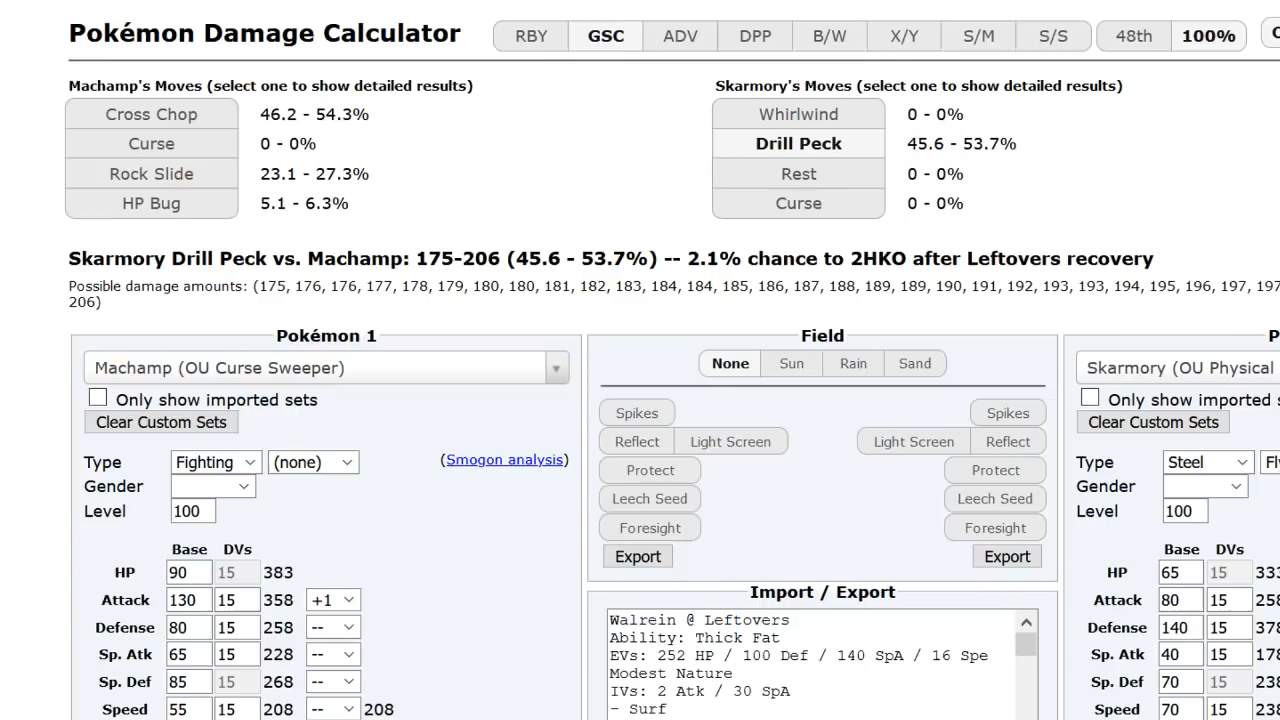 Pokémon Damage Calculator
RBY GSC ADV DPP B/W X/Y S/M S/S 48th 100%
Machamp's Moves (select one to show detailed results)
Cross Chop 46.2 - 54.3%
Curse 0 - 0%
Rock Slide 23.1 - 27.3%
HP Bug 5.1 - 6.3%
Skarmory's Moves (select one to show detailed results)
Whirlwind 0 - 0%
Drill Peck 45.6 - 53.7%
Rest 0 - 0%
Curse 0 - 0%
Skarmory Drill Peck vs. Machamp: 175-206 (45.6 - 53.7%) -- 2.1% chance to 2HKO after Leftovers recovery
Possible damage amounts: (175, 176, 176, 177, 178, 179, 180, 180, 181, 182, 183, 184, 184, 185, 186, 187, 188, 189, 189, 190, 191, 192, 193, 193, 194, 195, 196, 197, 197
206)
Pokémon 1
Machamp (OU Curse Sweeper)
Only show imported sets
Clear Custom Sets
Type Fighting (none) (Smogon analysis)
Gender
Level 100
Base DVs
HP 90 15 383
Attack 130 15 358 +1
Defense 80 15 258 --
Sp. Atk 65 15 228 --
Sp. Def 85 15 268 --
Speed 55 15 208 -- 208
Field
None Sun Rain Sand
Spikes Spikes
Reflect Light Screen Light Screen Reflect
Protect Protect
Leech Seed Leech Seed
Foresight Foresight
Export Export
Import / Export
Walrein @ Leftovers
Ability: Thick Fat
EVs: 252 HP / 100 Def / 140 SpA / 16 Spe
Modest Nature
IVs: 2 Atk / 30 SpA
- Surf
P
Skarmory (OU Physical
Only show imported s
Clear Custom Sets
Type Steel Fl
Gender
Level 100
Base DVs
HP 65 15 333
Attack 80 15 258
Defense 140 15 378
Sp. Atk 40 15 178
Sp. Def 70 15 238
Speed 70 15 238